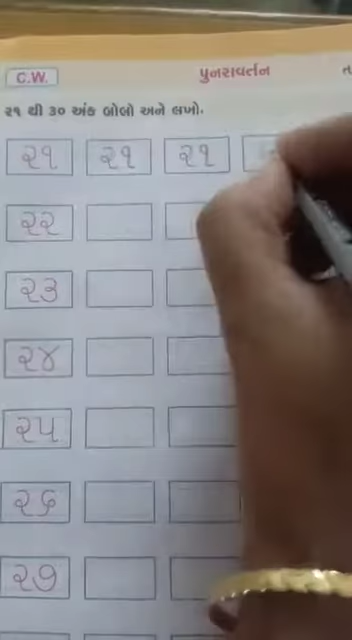 C.W. પુનરાવર્તન
૨૧ થી ૩૦ અંક બોલો અને લખો.
૨૧ ૨૧ ૨૧
૨૨
૨૩
૨૪
૨૫
૨૬
૨૭